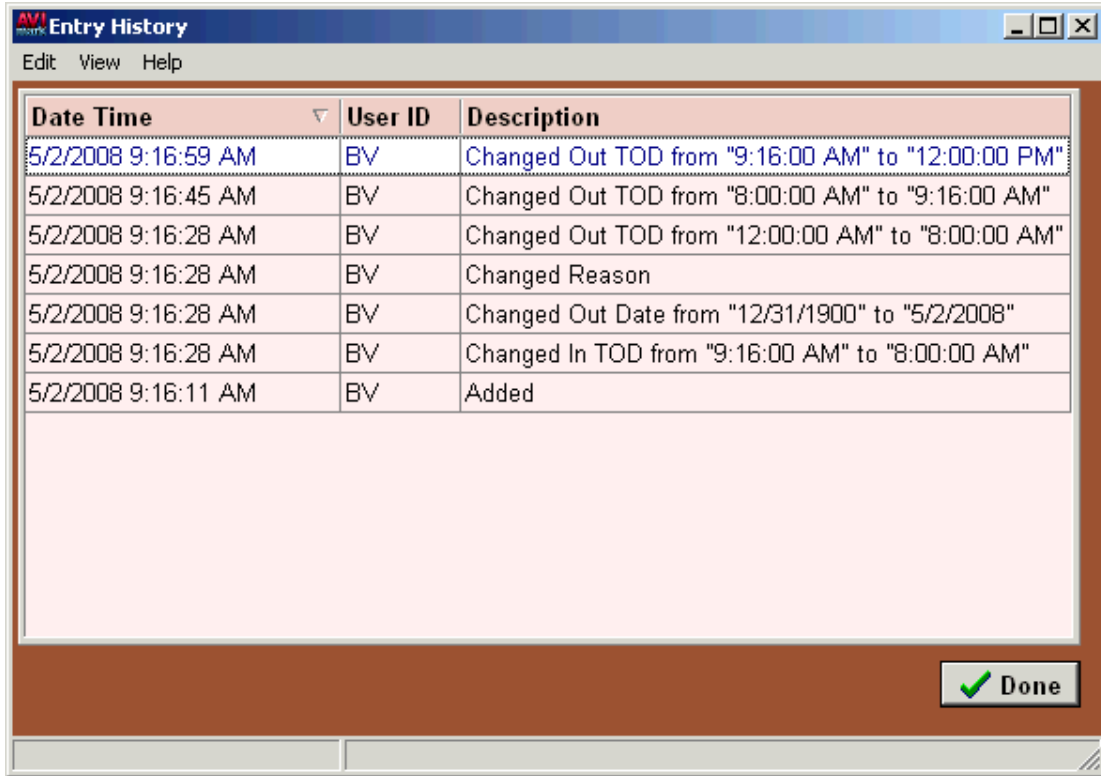 AVI mark Entry History
Edit View Help
Date Time User ID Description
5/2/2008 9:16:59 AM BV Changed Out TOD from "9:16:00 AM" to "12:00:00 PM"
5/2/2008 9:16:45 AM BV Changed Out TOD from "8:00:00 AM" to "9:16:00 AM"
5/2/2008 9:16:28 AM BV Changed Out TOD from "12:00:00 AM" to "8:00:00 AM"
5/2/2008 9:16:28 AM BV Changed Reason
5/2/2008 9:16:28 AM BV Changed Out Date from "12/31/1900" to "5/2/2008"
5/2/2008 9:16:28 AM BV Changed In TOD from "9:16:00 AM" to "8:00:00 AM"
5/2/2008 9:16:11 AM BV Added
Done